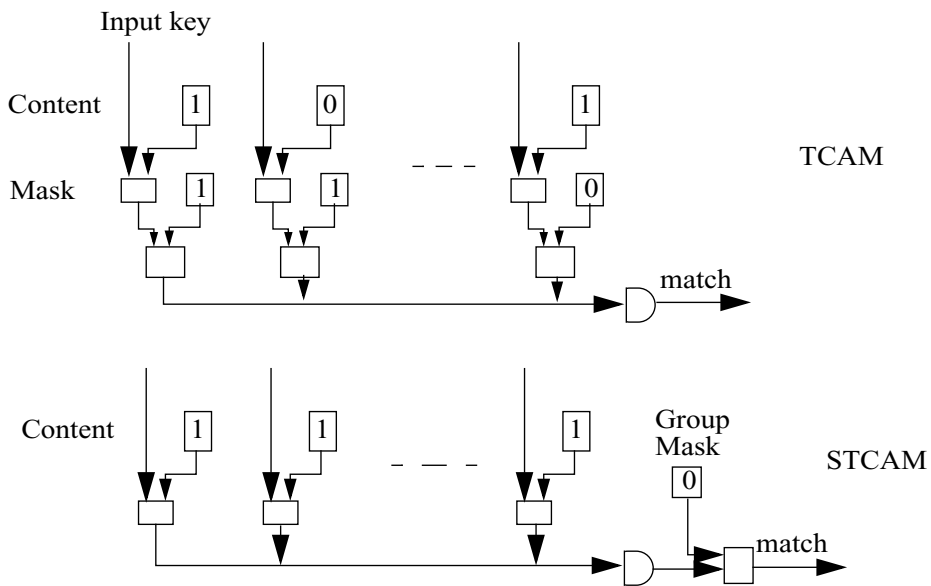 Input key
Content 1 0 1
TCAM
Mask 1 1 0
match
Content 1 1 1
Group
Mask
STCAM
0
match